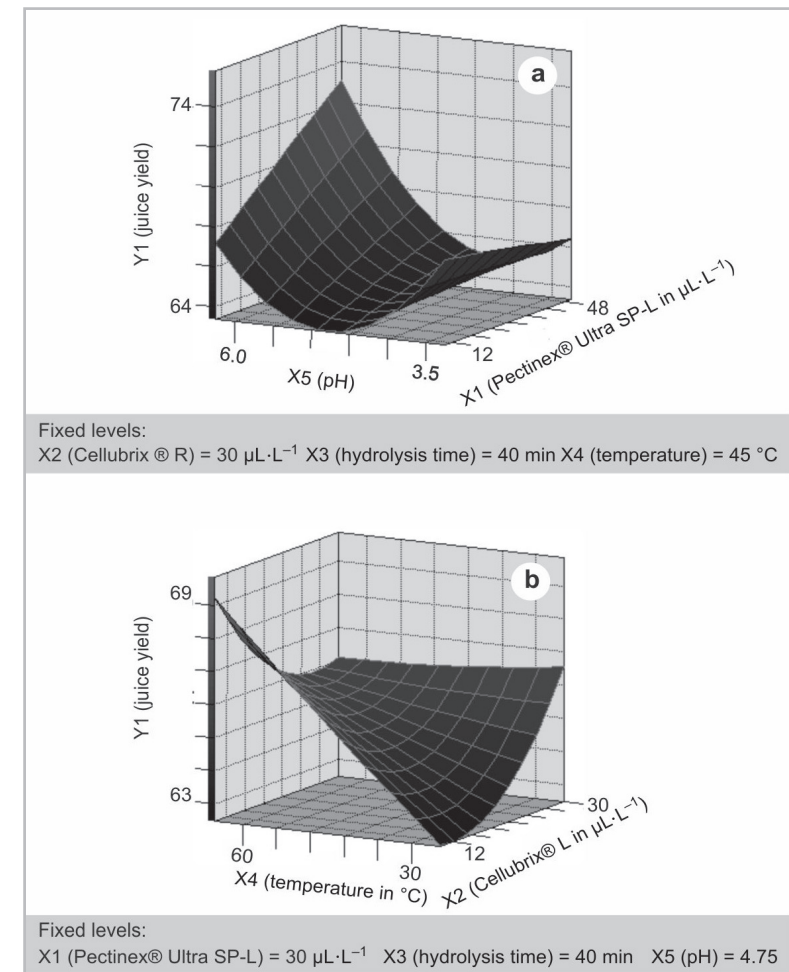 a
74
Y1 (juice yield)
64
6.0
X5 (pH)
3.5
12
48
X1 (Pectinex® Ultra SP-L in µL·L⁻¹)
Fixed levels:
X2 (Cellubrix ® R) = 30 µL·L⁻¹ X3 (hydrolysis time) = 40 min X4 (temperature) = 45 °C
b
69
Y1 (juice yield)
63
60
X4 (temperature in °C)
30
12
30
X2 (Cellubrix® L in µL·L⁻¹)
Fixed levels:
X1 (Pectinex® Ultra SP-L) = 30 µL·L⁻¹ X3 (hydrolysis time) = 40 min X5 (pH) = 4.75